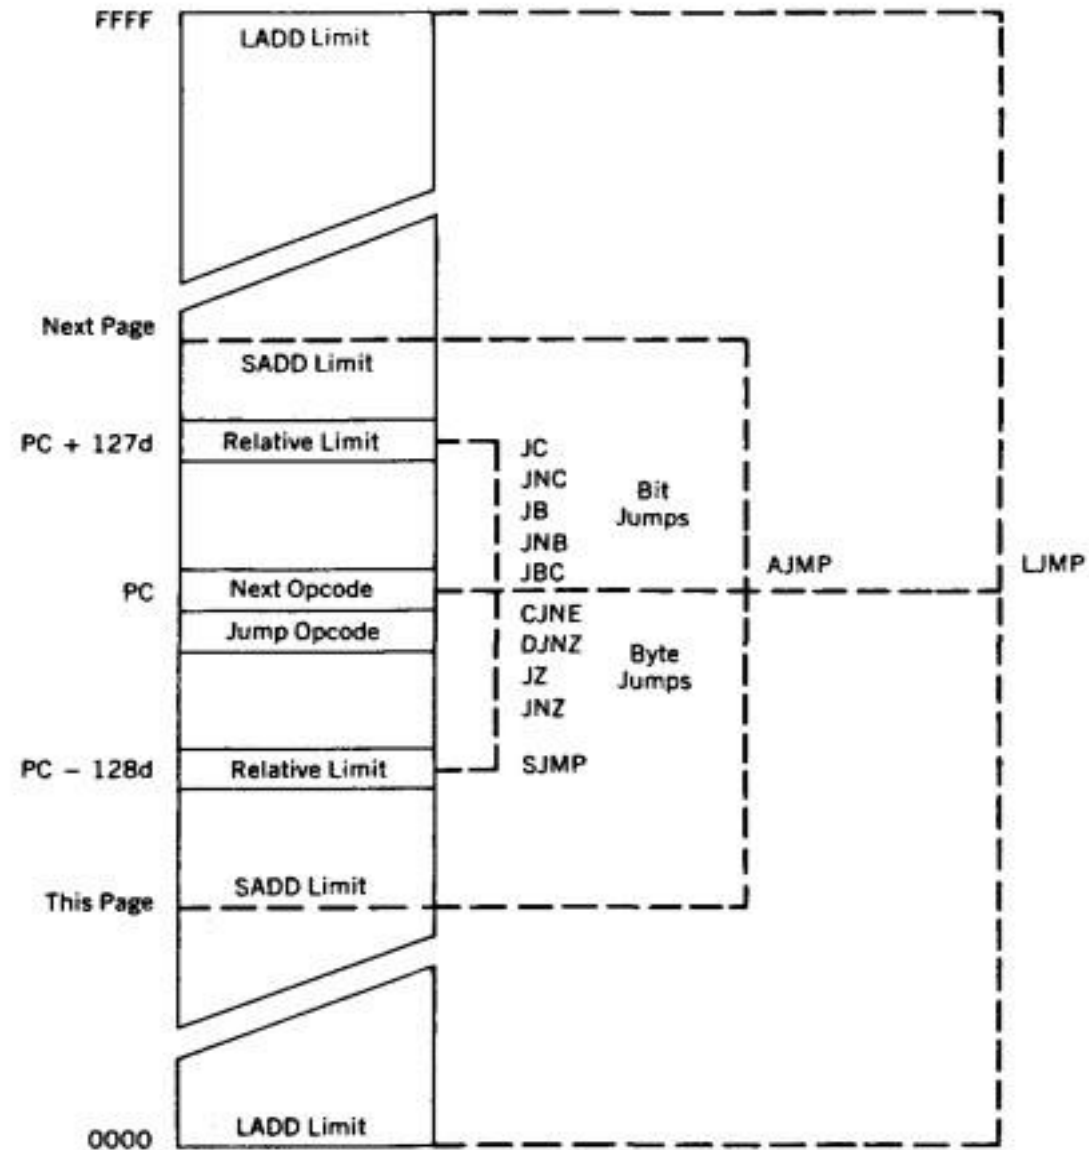 FFFF
LADD Limit
Next Page
SADD Limit
PC + 127d
Relative Limit
JC
JNC
JB
JNB
JBC
Bit
Jumps
AJMP
LJMP
PC
Next Opcode
Jump Opcode
CJNE
DJNZ
JZ
JNZ
Byte
Jumps
PC - 128d
Relative Limit
SJMP
SADD Limit
This Page
LADD Limit
0000